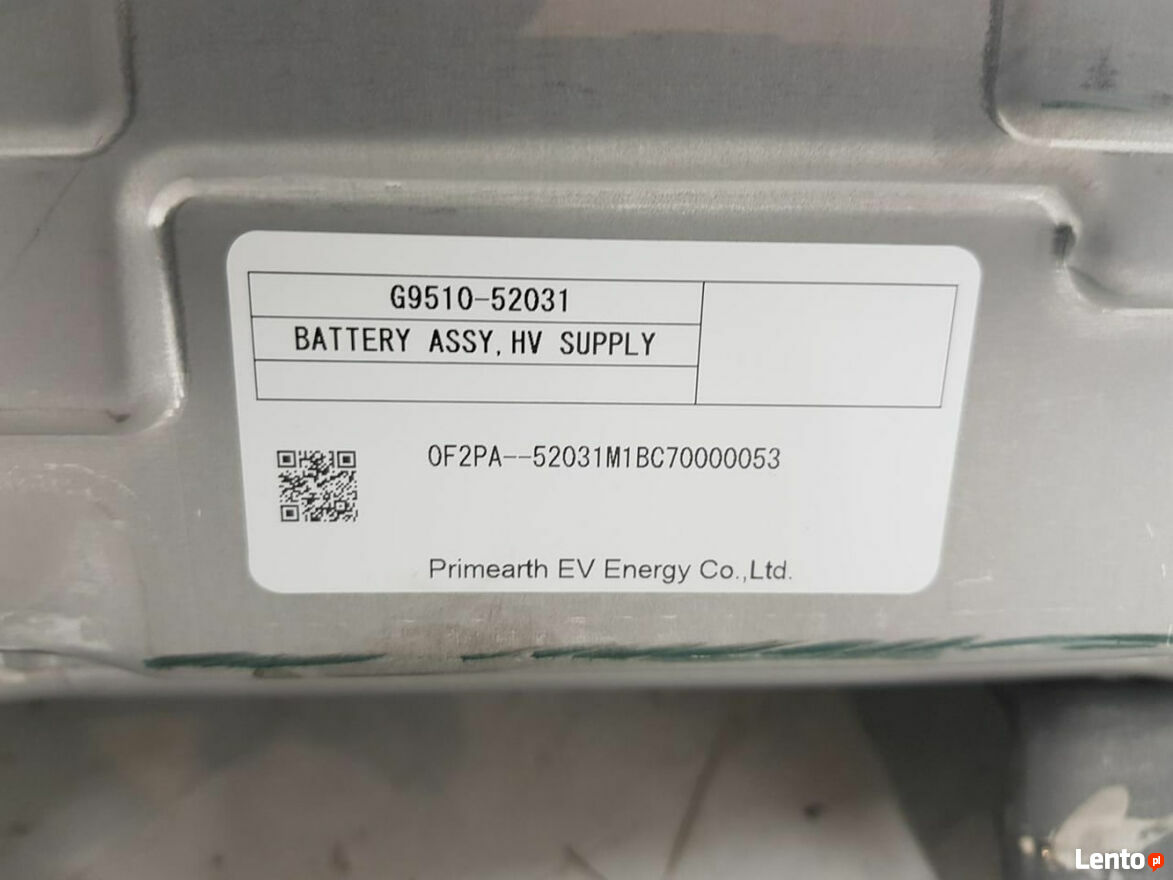 G9510-52031
BATTERY ASSY,HV SUPPLY
0F2PA--52031M1BC70000053
Primearth EV Energy Co.,Ltd.
Lento pl